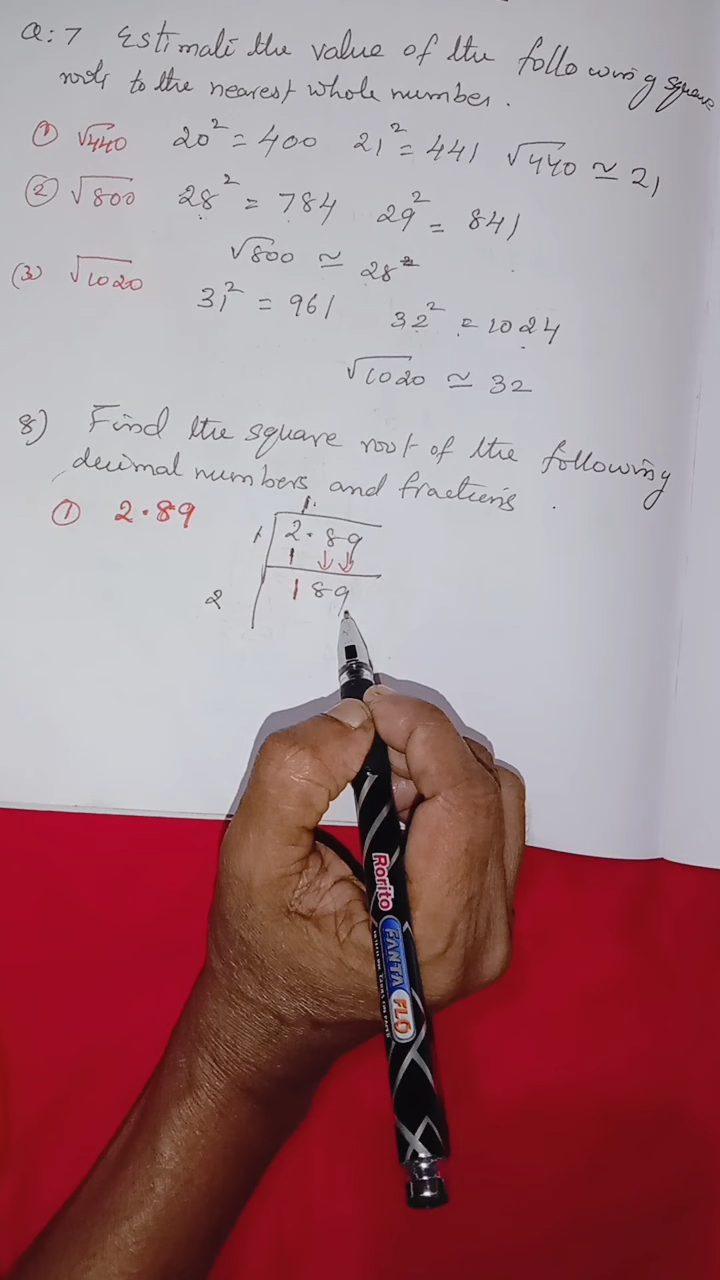 Q: 7 Estimate the value of the following square
roots to the nearest whole number.
① √440 20² = 400 21² = 441 √440 ≃ 21
② √800 28² = 784 29² = 841
√800 ≃ 28
(3) √1020 31² = 961 32² = 1024
√1020 ≃ 32
8) Find the square root of the following
decimal numbers and fractions.
① 2.89
1.
1 2.89
1 ↓↓
2 189
Rorito
FANTA
FLO